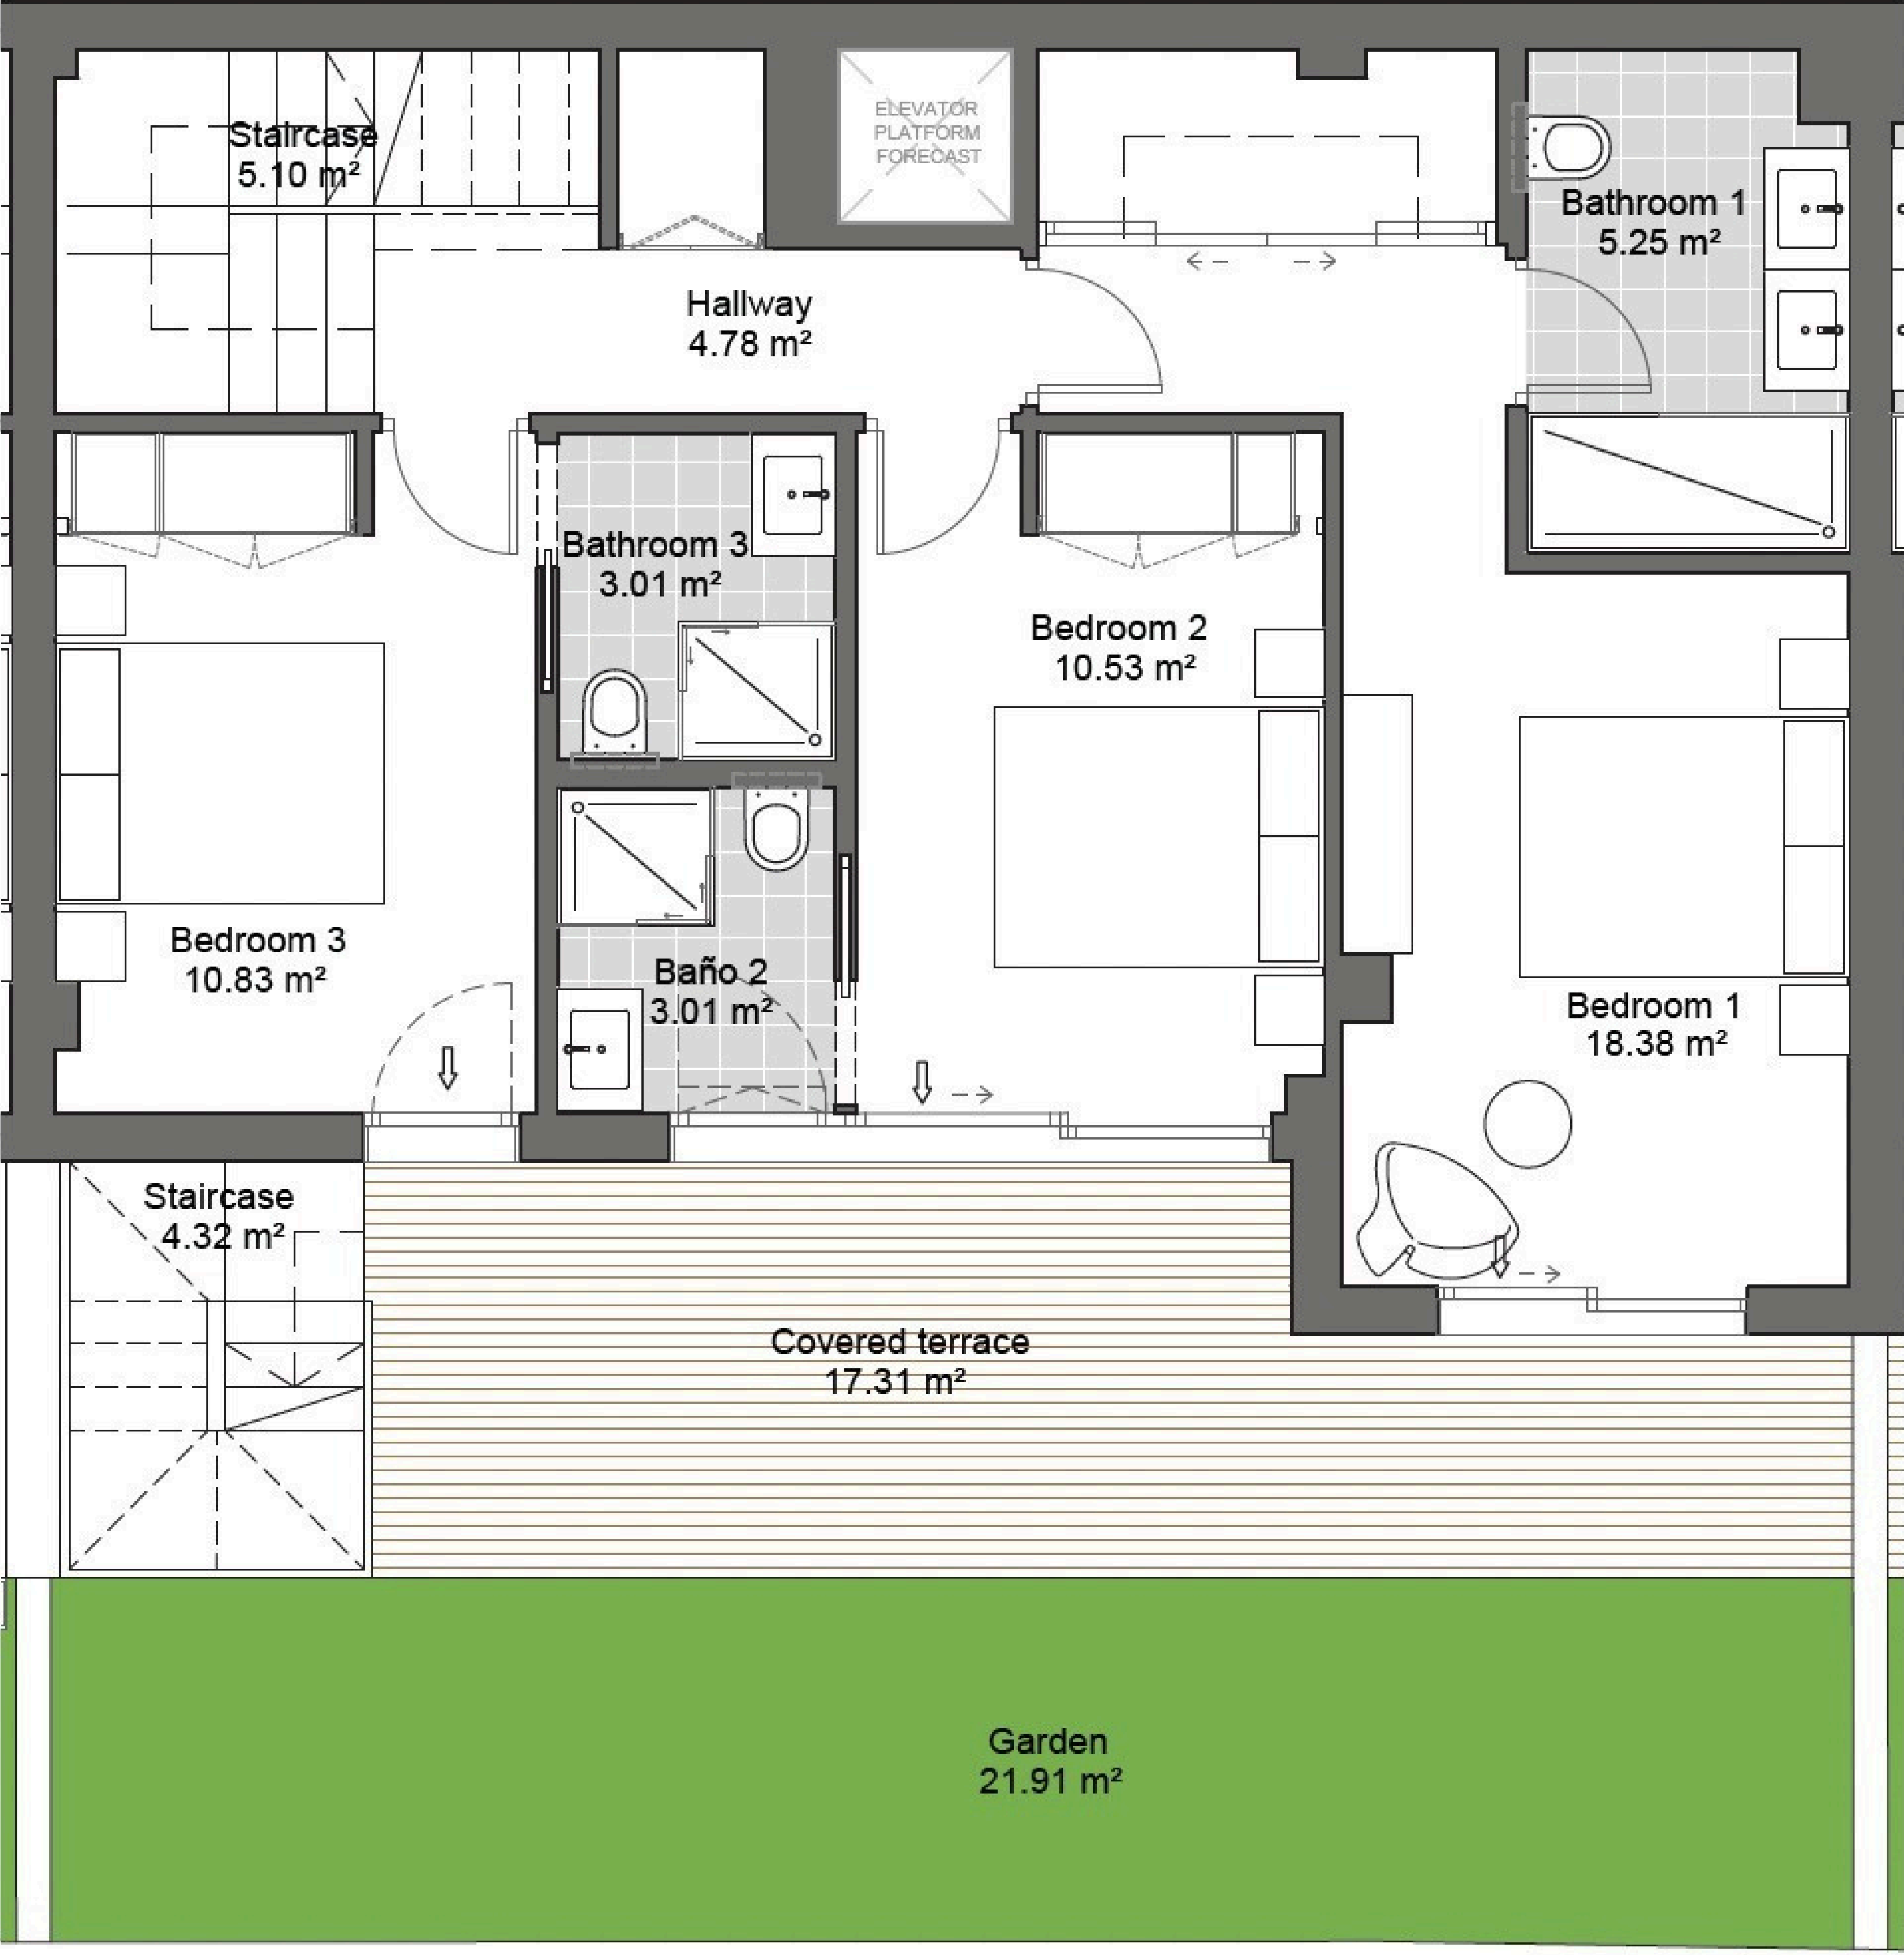 Staircase
5.10 m²
ELEVATOR
PLATFORM
FORECAST
Bathroom 1
5.25 m²
Hallway
4.78 m²
Bathroom 3
3.01 m²
Bedroom 2
10.53 m²
Bedroom 3
10.83 m²
Baño 2
3.01 m²
Bedroom 1
18.38 m²
Staircase
4.32 m²
Covered terrace
17.31 m²
Garden
21.91 m²